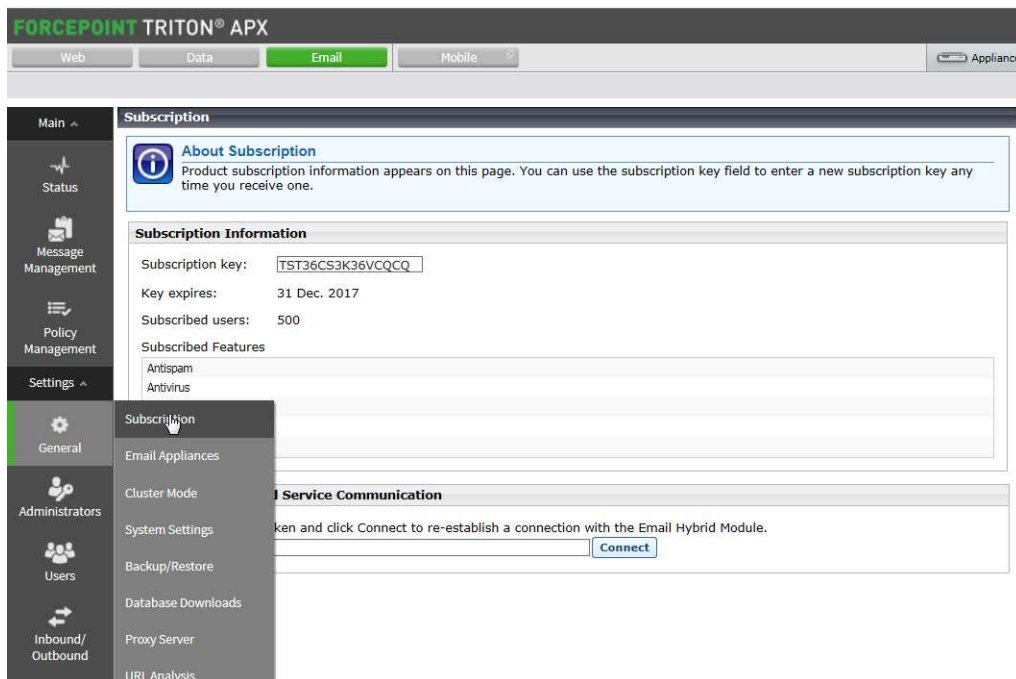 FORCEPOINT TRITON® APX
Web
Data
Email
Mobile
Appliance
Main
Status
Message
Management
Policy
Management
Settings
General
Administrators
Users
Inbound/
Outbound
Subscription
About Subscription
Product subscription information appears on this page. You can use the subscription key field to enter a new subscription key any
time you receive one.
Subscription Information
Subscription key: TST36CS3K36VCQCQ
Key expires: 31 Dec. 2017
Subscribed users: 500
Subscribed Features
Antispam
Antivirus
Subscription
Email Appliances
Cluster Mode
System Settings
Backup/Restore
Database Downloads
Proxy Server
URL Analysis
Service Communication
and click Connect to re-establish a connection with the Email Hybrid Module.
Connect